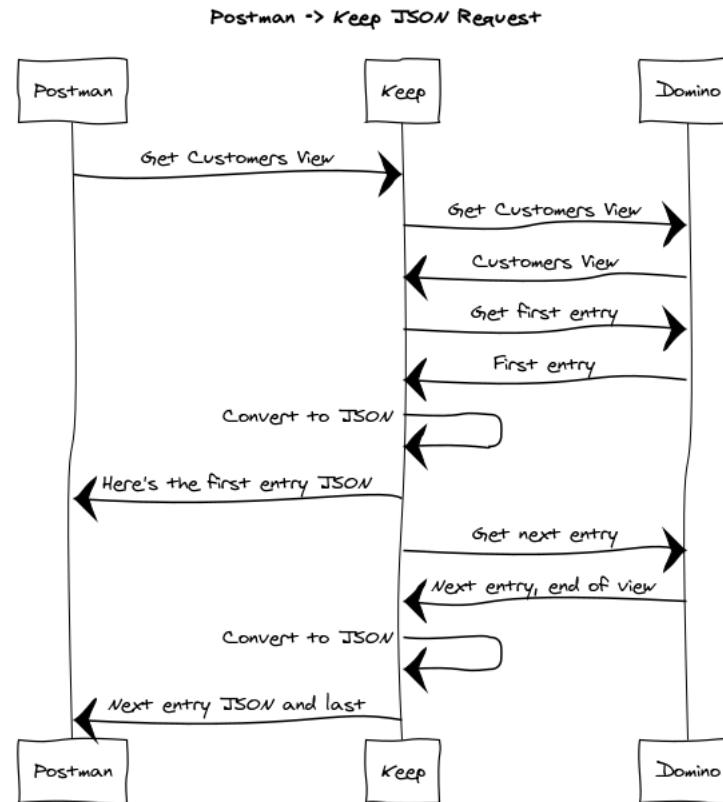 Postman -> Keep JSON Request
Postman
Keep
Domino
Get Customers View
Get Customers View
Customers View
Get first entry
First entry
Convert to JSON
Here's the first entry JSON
Get next entry
Next entry, end of view
Convert to JSON
Next entry JSON and last
Postman
Keep
Domino